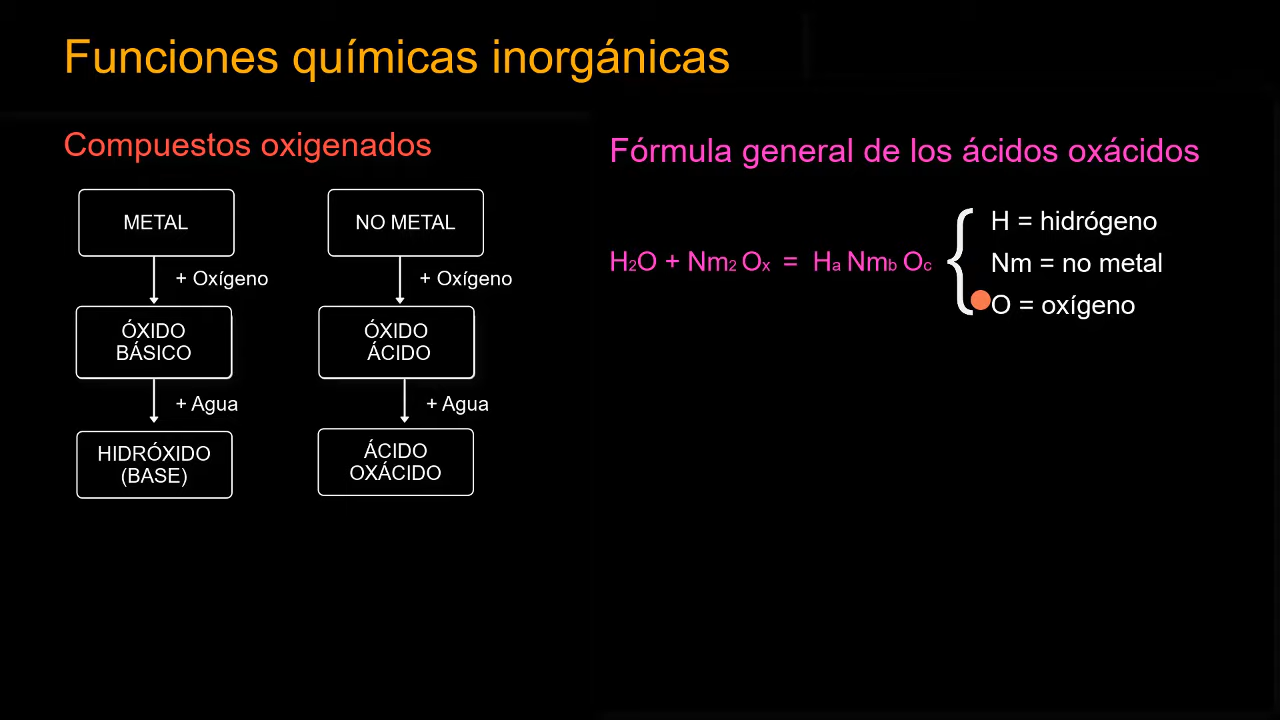 Funciones químicas inorgánicas
Compuestos oxigenados
METAL
+ Oxígeno
ÓXIDO
BÁSICO
+ Agua
HIDRÓXIDO
(BASE)
NO METAL
+ Oxígeno
ÓXIDO
ÁCIDO
+ Agua
ÁCIDO
OXÁCIDO
Fórmula general de los ácidos oxácidos
H₂O + Nm₂ Oₓ = Hₐ Nmb Oc
H = hidrógeno
Nm = no metal
O = oxígeno